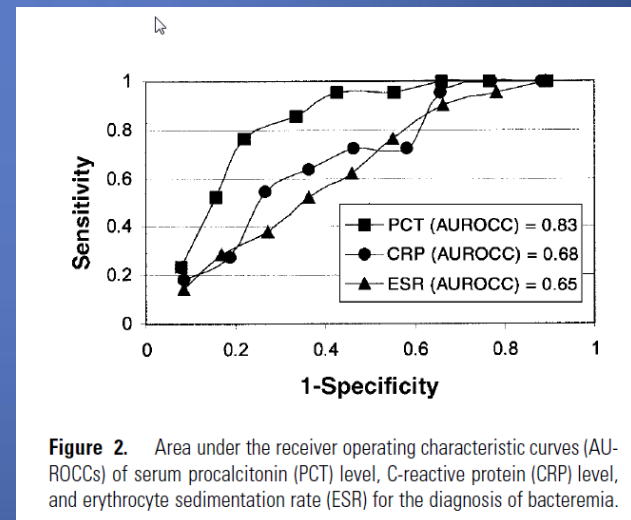 1
0.8
0.6
0.4
0.2
0
Sensitivity
PCT (AUROCC) = 0.83
CRP (AUROCC) = 0.68
ESR (AUROCC) = 0.65
0 0.2 0.4 0.6 0.8 1
1-Specificity
Figure 2. Area under the receiver operating characteristic curves (AU-
ROCCs) of serum procalcitonin (PCT) level, C-reactive protein (CRP) level,
and erythrocyte sedimentation rate (ESR) for the diagnosis of bacteremia.